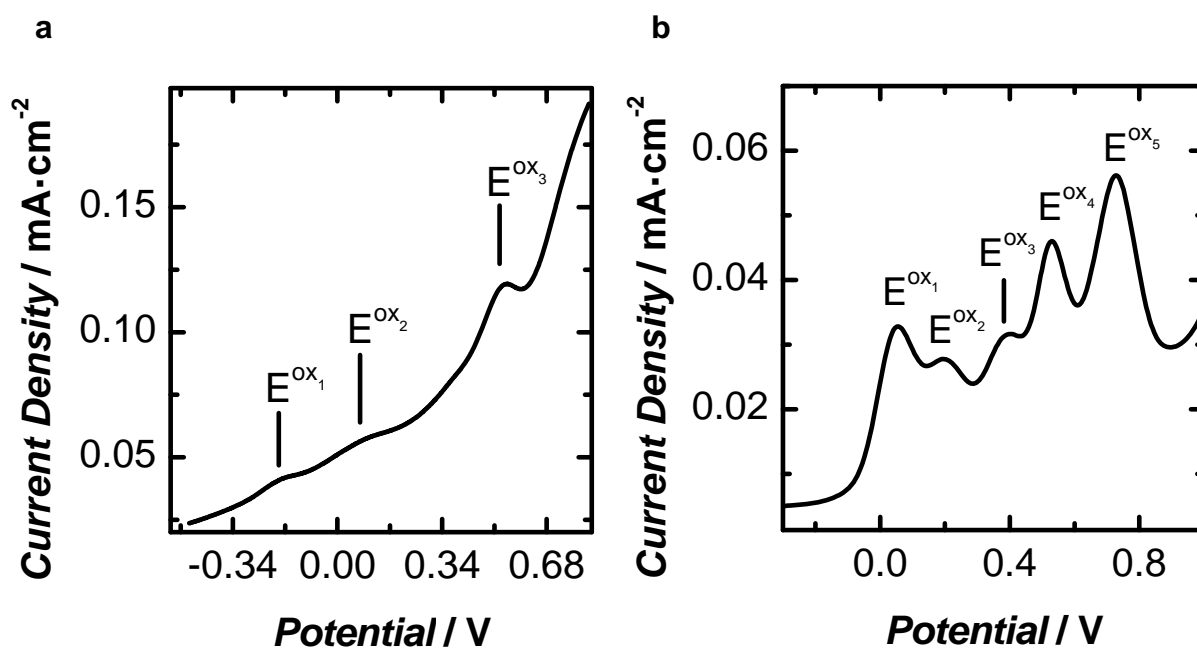 a
Current Density / mA·cm⁻²
0.15
0.10
0.05
E^ox₁
E^ox₂
E^ox₃
-0.34 0.00 0.34 0.68
Potential / V
b
Current Density / mA·cm⁻²
0.06
0.04
0.02
E^ox₁
E^ox₂
E^ox₃
E^ox₄
E^ox₅
0.0 0.4 0.8
Potential / V